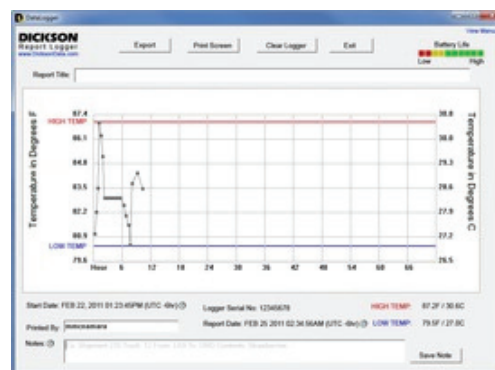 DataLogger
DICKSON
Report Logger
www.DicksonData.com
Export
Print Screen
Clear Logger
Exit
View Menu
Battery Life
Low High
Report Title:
Temperature in Degrees F
Temperature in Degrees C
87.4
HIGH TEMP
86.1
84.8
83.5
82.2
80.9
LOW TEMP
79.6
30.8
29.3
28.6
27.9
27.2
26.5
Hour 6 12 18 24 30 36 42 48 54 60 66
Start Date: FEB 22, 2011 01:23:45PM (UTC -6hr)
Logger Serial No: 12345678
HIGH TEMP: 87.2F / 30.6C
Printed By:
Report Date: FEB 25 2011 02:34:56AM (UTC -6hr)
LOW TEMP: 79.5F / 27.0C
Notes
Save Note